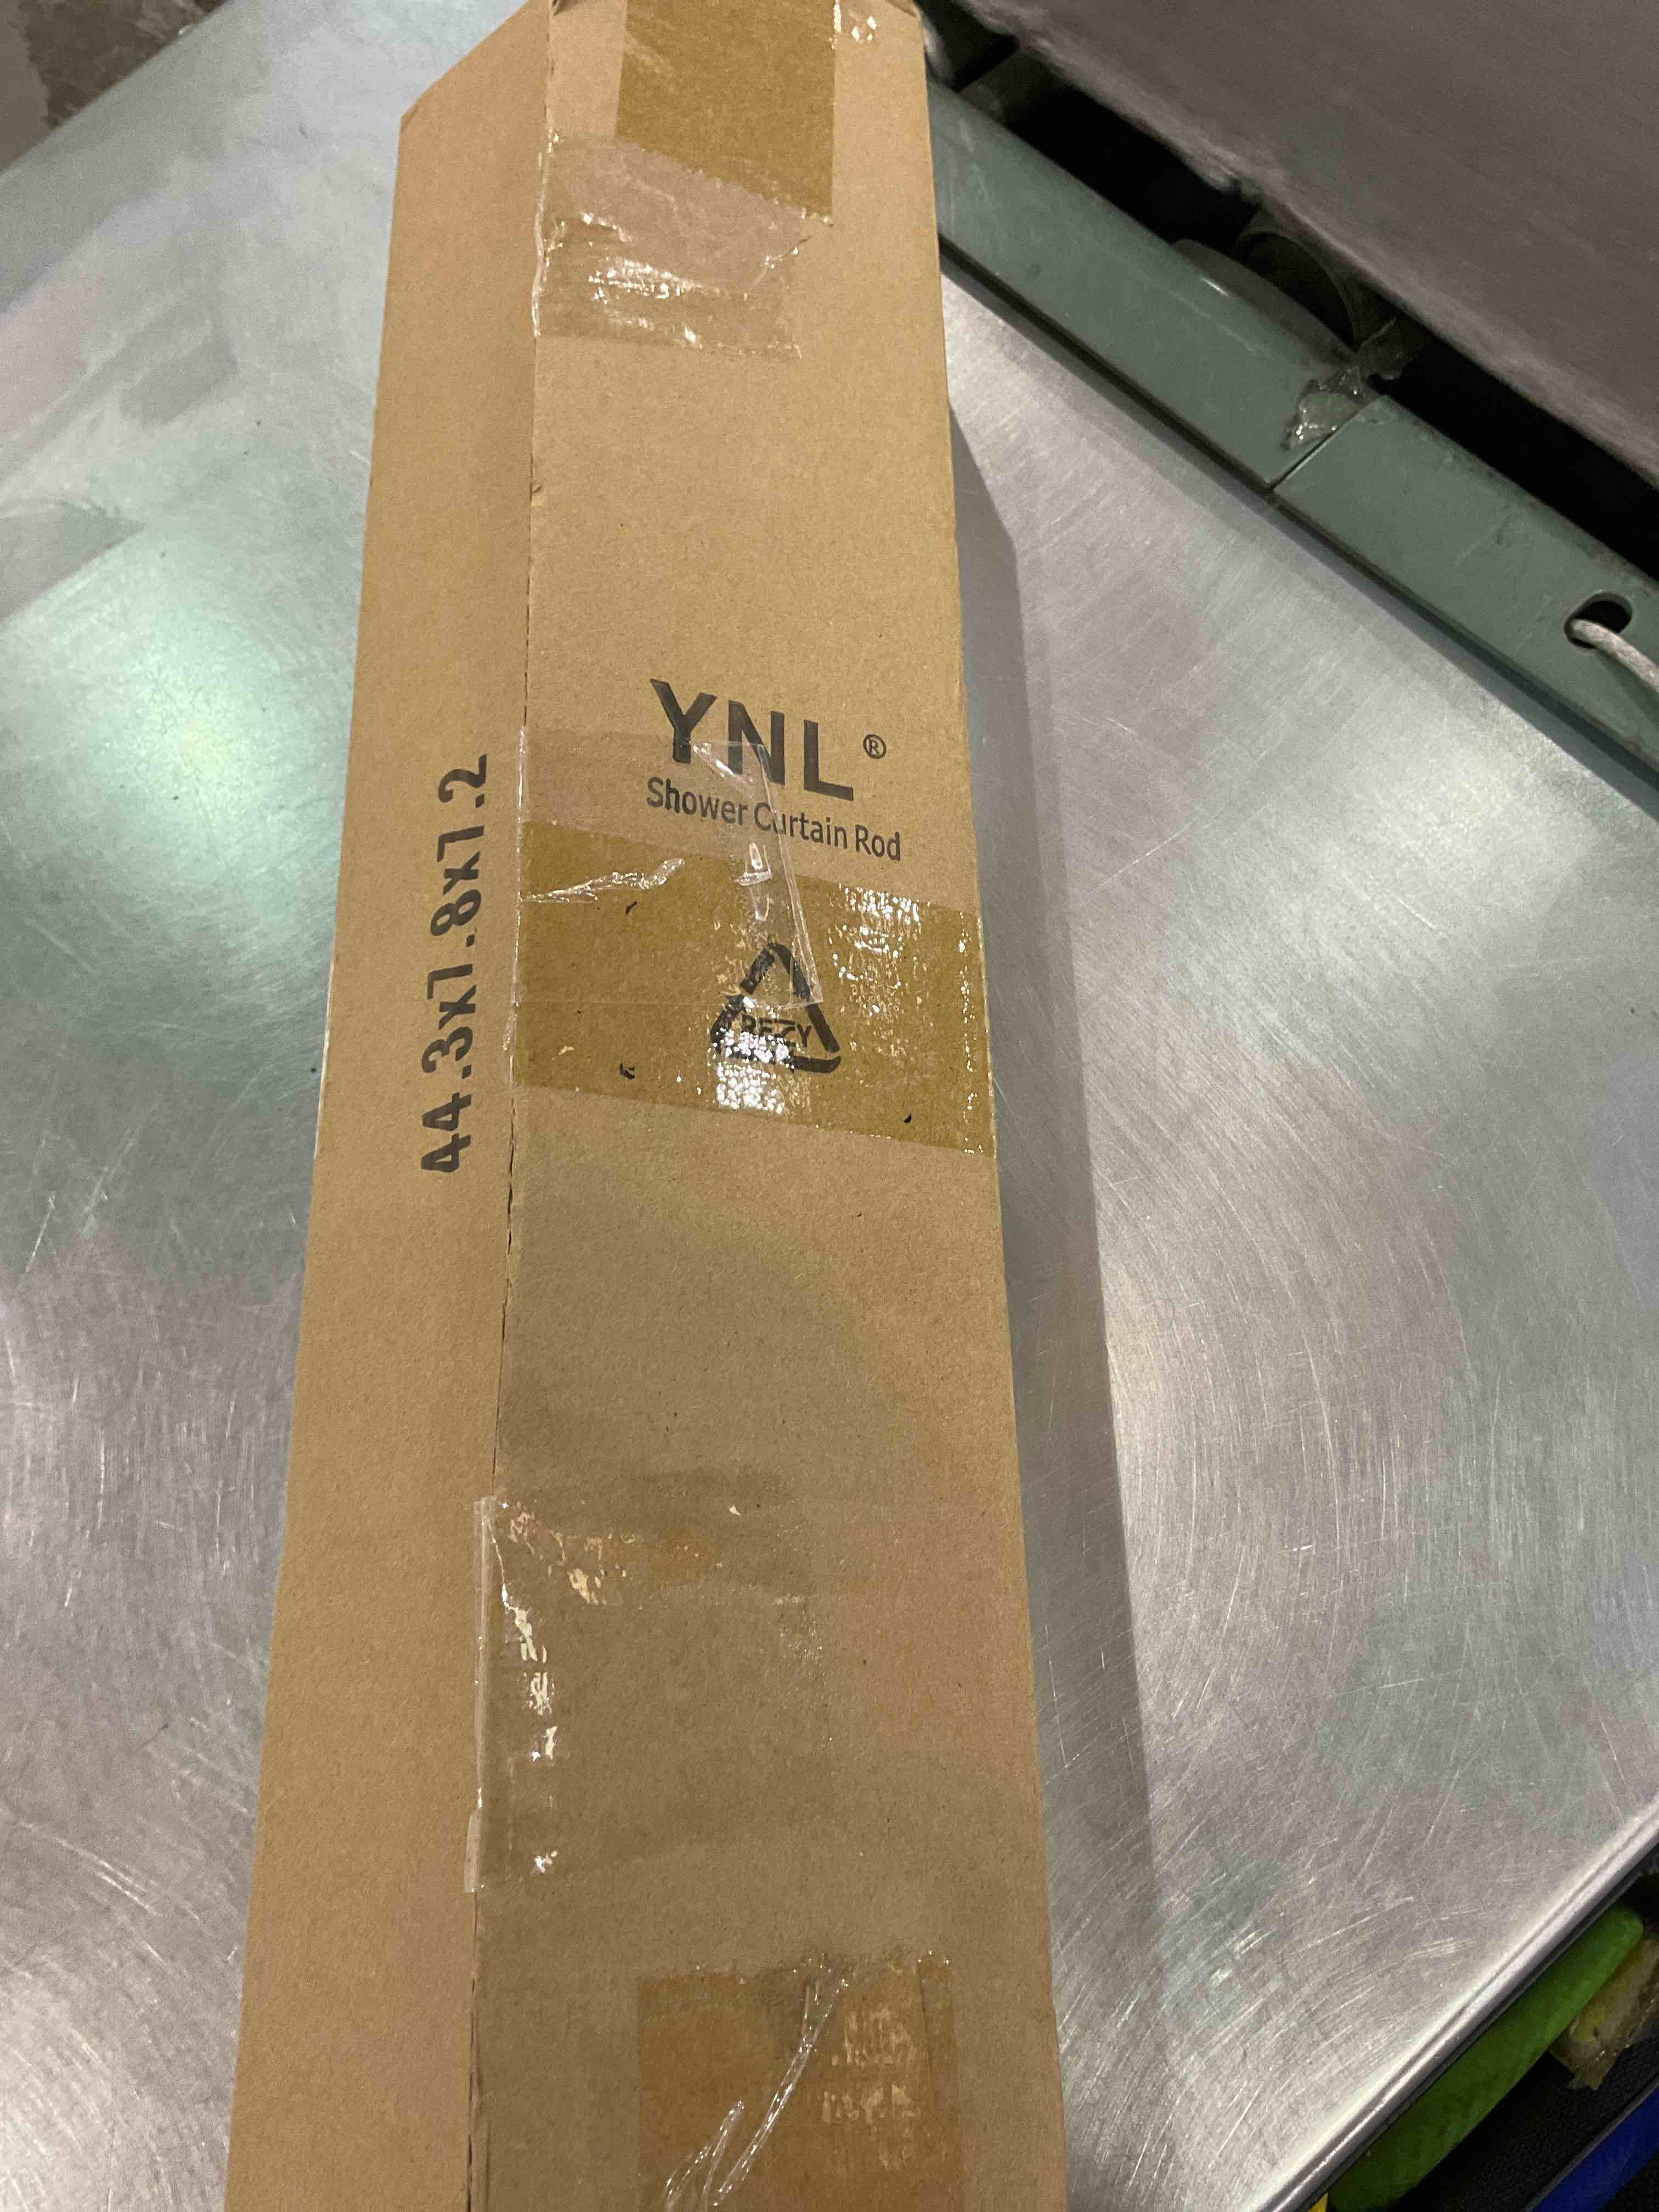 YNL®
Shower Curtain Rod
REZY
44.3x7.8x7.2